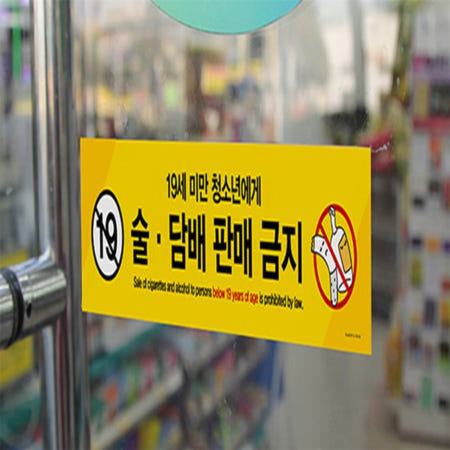 19세 미만 청소년에게
19
술·담배 판매 금지
Sale of cigarettes and alcohol to persons below 19 years of age is prohibited by law.